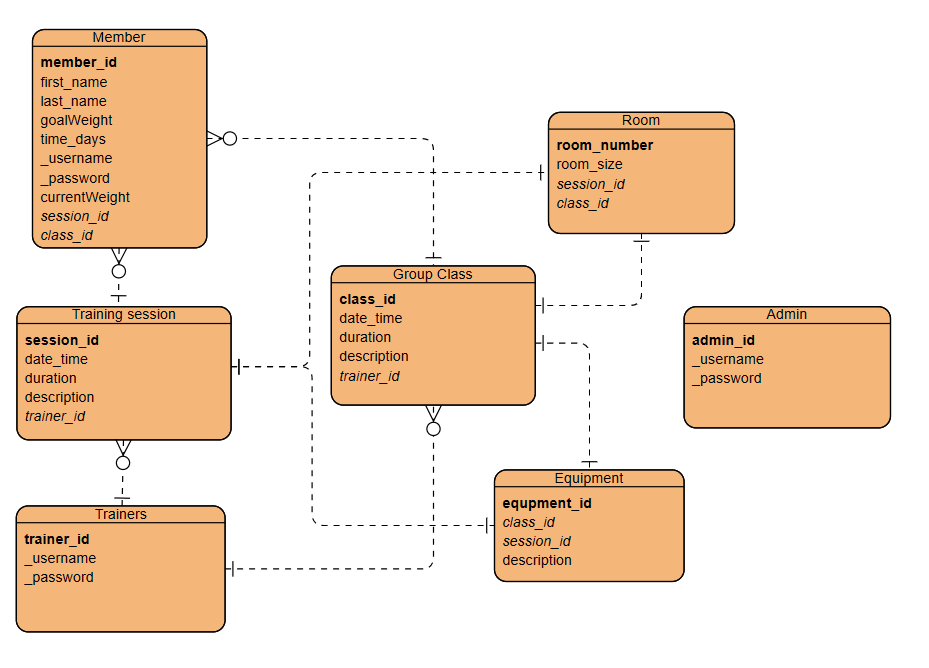 Member
member_id
first_name
last_name
goalWeight
time_days
_username
_password
currentWeight
session_id
class_id
Room
room_number
room_size
session_id
class_id
Group Class
class_id
date_time
duration
description
trainer_id
Training session
session_id
date_time
duration
description
trainer_id
Admin
admin_id
_username
_password
Equipment
equpment_id
class_id
session_id
description
Trainers
trainer_id
_username
_password